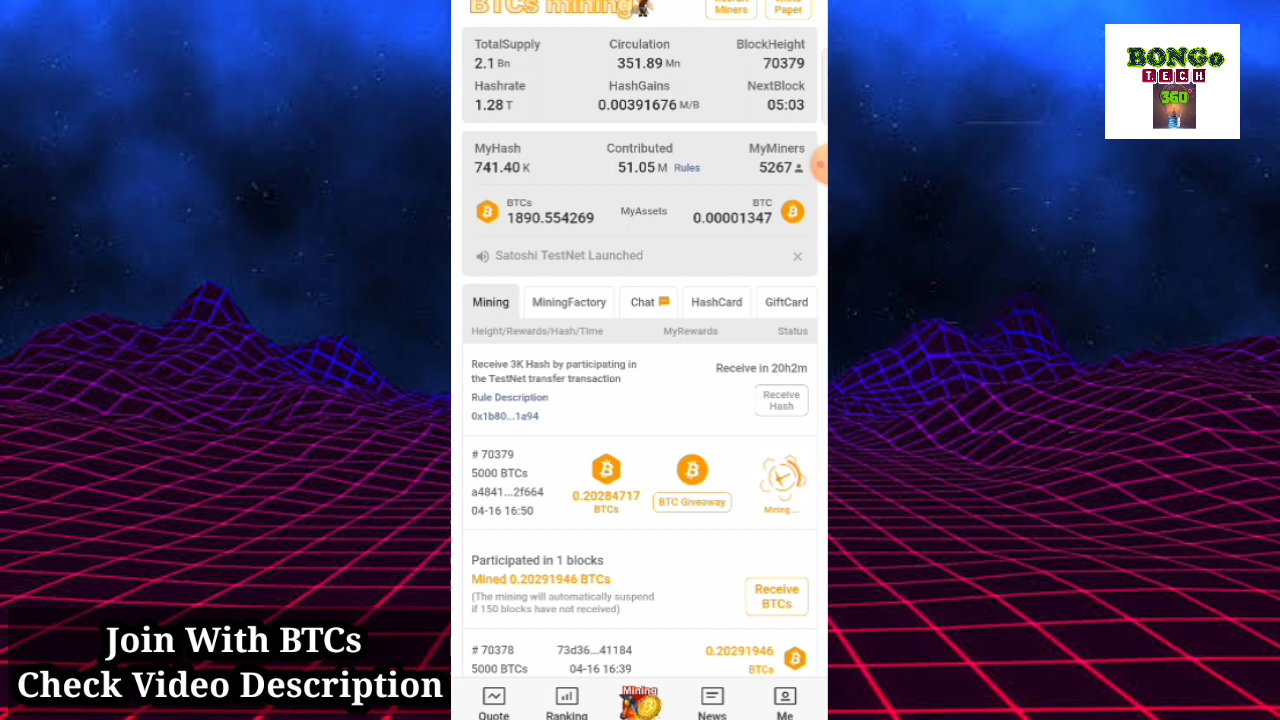 BTCs mining
Miners
Paper
TotalSupply Circulation BlockHeight
2.1 Bn 351.89 Mn 70379
Hashrate HashGains NextBlock
1.28 T 0.00391676 M/B 05:03
MyHash Contributed MyMiners
741.40 K 51.05 M Rules 5267
BTCs MyAssets BTC
1890.554269 0.00001347
Satoshi TestNet Launched
Mining MiningFactory Chat HashCard GiftCard
Height/Rewards/Hash/TIme MyRewards Status
Receive 3K Hash by participating in
the TestNet transfer transaction
Receive in 20h2m
Rule Description
0x1b80...1a94
Receive
Hash
# 70379
5000 BTCs
a4841...2f664
04-16 16:50
0.20284717
BTCs
BTC Giveaway
Mining ...
Participated in 1 blocks
Mined 0.20291946 BTCs
(The mining will automatically suspend
if 150 blocks have not received)
Receive
BTCs
# 70378 73d36...41184 0.20291946
5000 BTCs 04-16 16:39 BTCs
Mining
Quote Ranking News Me
BONGo
T.E.C.H
360°
Join With BTCs
Check Video Description